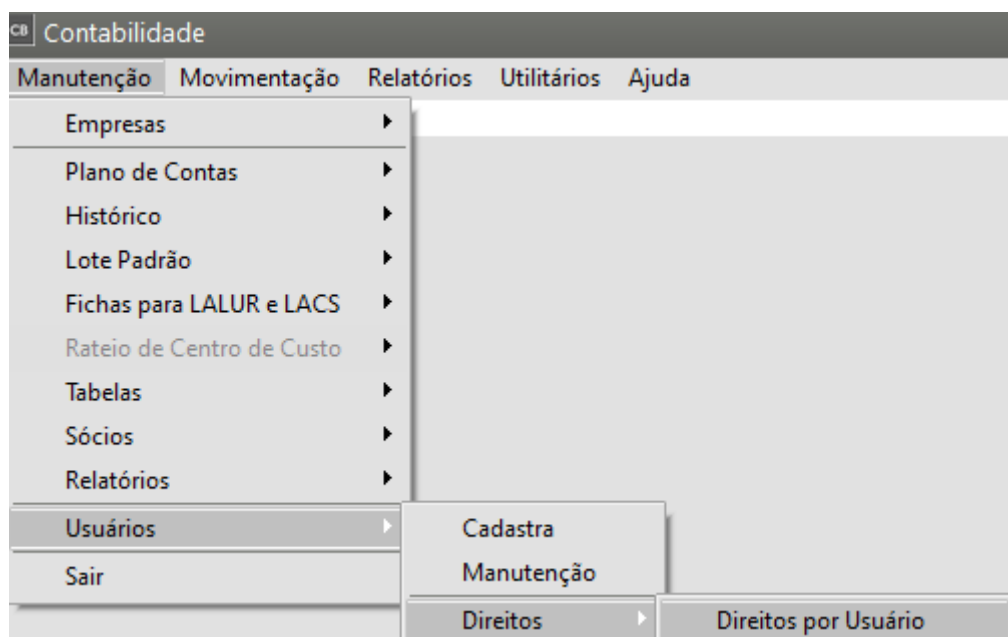 CB Contabilidade
Manutenção Movimentação Relatórios Utilitários Ajuda
Empresas
Plano de Contas
Histórico
Lote Padrão
Fichas para LALUR e LACS
Rateio de Centro de Custo
Tabelas
Sócios
Relatórios
Usuários Cadastra
Sair Manutenção
Direitos Direitos por Usuário